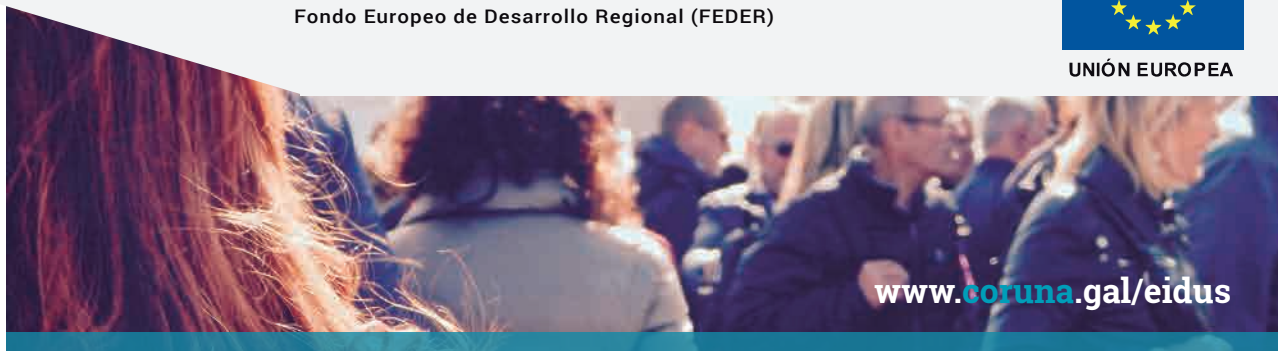 Fondo Europeo de Desarrollo Regional (FEDER)
UNIÓN EUROPEA
www.coruna.gal/eidus